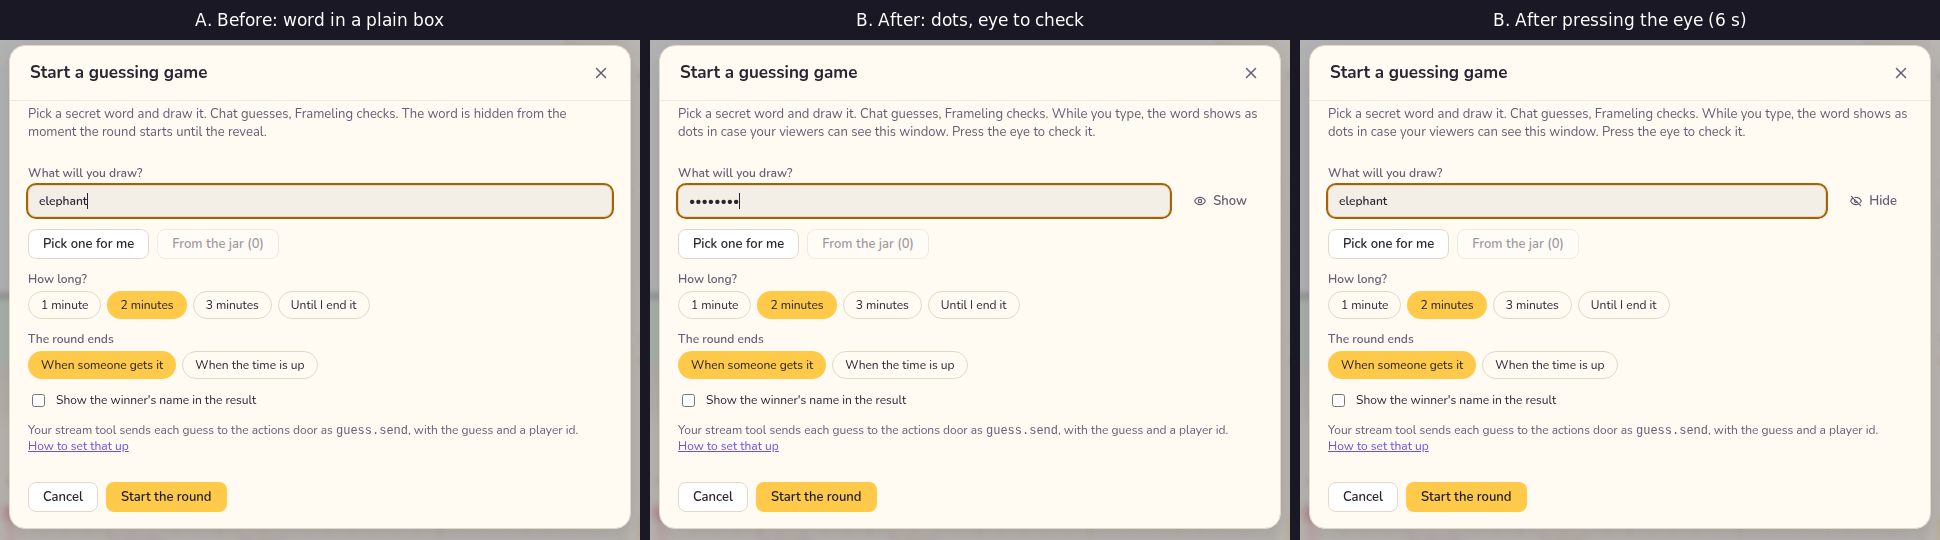 A. Before: word in a plain box
Start a guessing game
Pick a secret word and draw it. Chat guesses, Frameling checks. The word is hidden from the
moment the round starts until the reveal.
What will you draw?
elephant
Pick one for me
From the jar (0)
How long?
1 minute
2 minutes
3 minutes
Until I end it
The round ends
When someone gets it
When the time is up
Show the winner's name in the result
Your stream tool sends each guess to the actions door as guess.send, with the guess and a player id.
How to set that up
Cancel
Start the round
B. After: dots, eye to check
Start a guessing game
Pick a secret word and draw it. Chat guesses, Frameling checks. While you type, the word shows as
dots in case your viewers can see this window. Press the eye to check it.
What will you draw?
••••••••
Show
Pick one for me
From the jar (0)
How long?
1 minute
2 minutes
3 minutes
Until I end it
The round ends
When someone gets it
When the time is up
Show the winner's name in the result
Your stream tool sends each guess to the actions door as guess.send, with the guess and a player id.
How to set that up
Cancel
Start the round
B. After pressing the eye (6 s)
Start a guessing game
Pick a secret word and draw it. Chat guesses, Frameling checks. While you type, the word shows as
dots in case your viewers can see this window. Press the eye to check it.
What will you draw?
elephant
Hide
Pick one for me
From the jar (0)
How long?
1 minute
2 minutes
3 minutes
Until I end it
The round ends
When someone gets it
When the time is up
Show the winner's name in the result
Your stream tool sends each guess to the actions door as guess.send, with the guess and a player id.
How to set that up
Cancel
Start the round